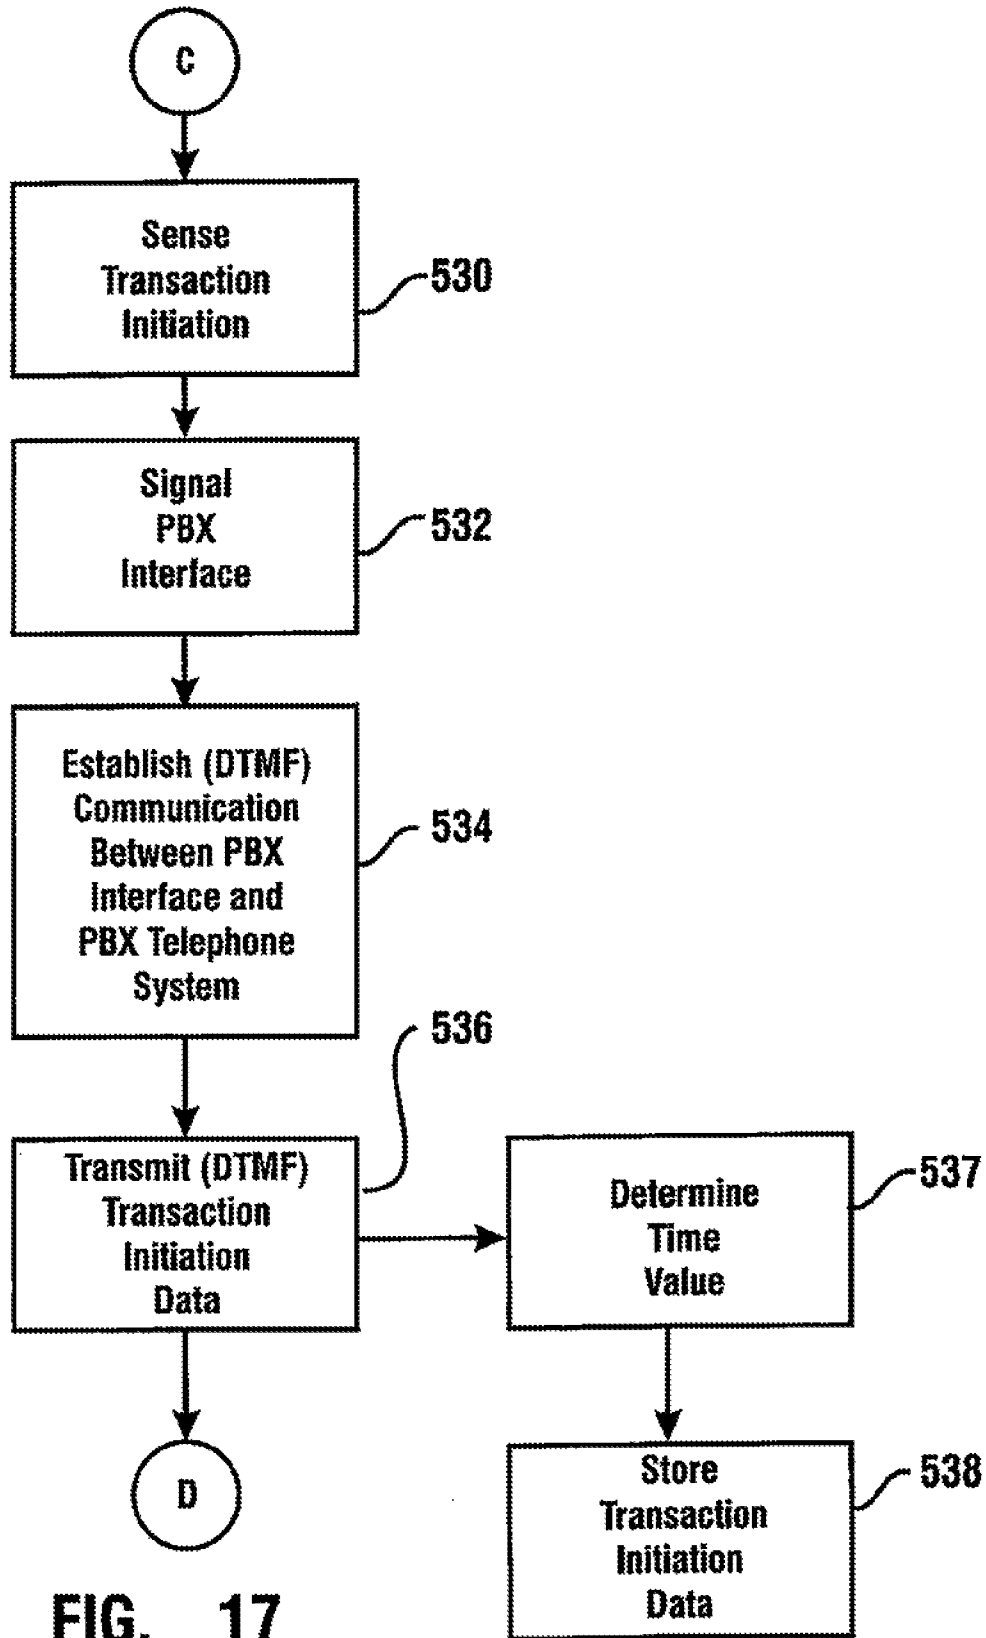 C
Sense
Transaction
Initiation
530
Signal
PBX
Interface
532
Establish (DTMF)
Communication
Between PBX
Interface and
PBX Telephone
System
534
536
Transmit (DTMF)
Transaction
Initiation
Data
Determine
Time
Value
537
D
Store
Transaction
Initiation
Data
538
FIG. 17